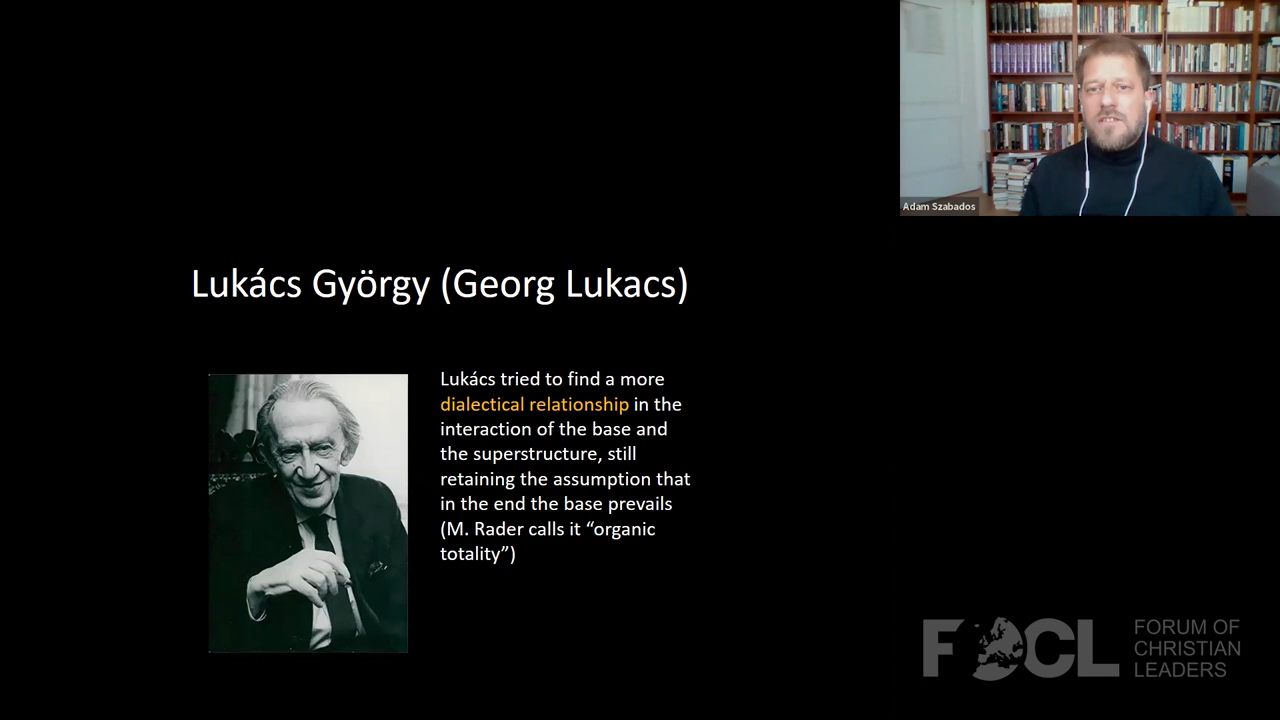 Adam Szabados
Lukács György (Georg Lukacs)
Lukács tried to find a more
dialectical relationship in the
interaction of the base and
the superstructure, still
retaining the assumption that
in the end the base prevails
(M. Rader calls it “organic
totality”)
FOCL
FORUM OF
CHRISTIAN
LEADERS